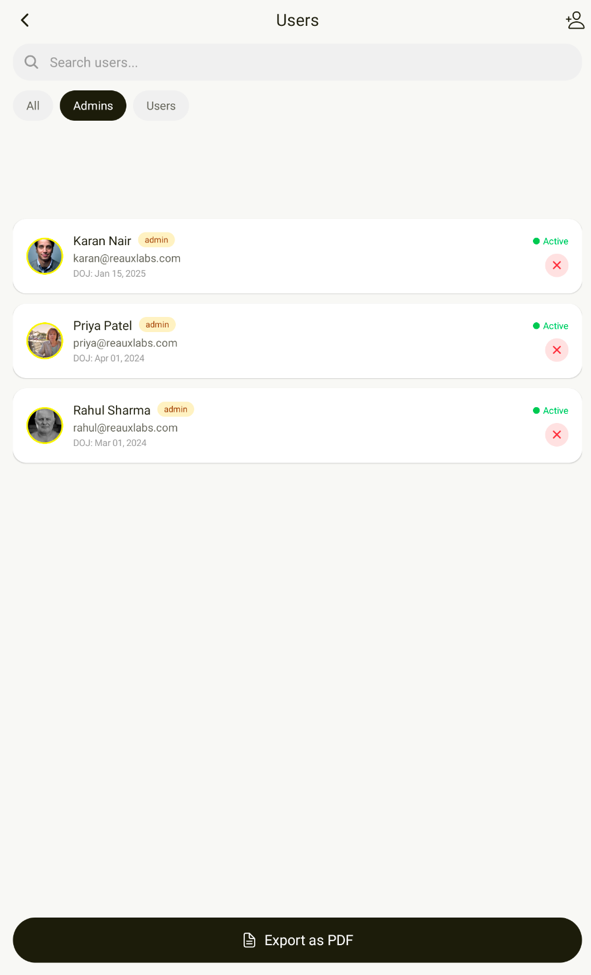 Users
Search users...
All
Admins
Users
Karan Nair admin
karan@reauxlabs.com
DOJ: Jan 15, 2025
Active
Priya Patel admin
priya@reauxlabs.com
DOJ: Apr 01, 2024
Active
Rahul Sharma admin
rahul@reauxlabs.com
DOJ: Mar 01, 2024
Active
Export as PDF